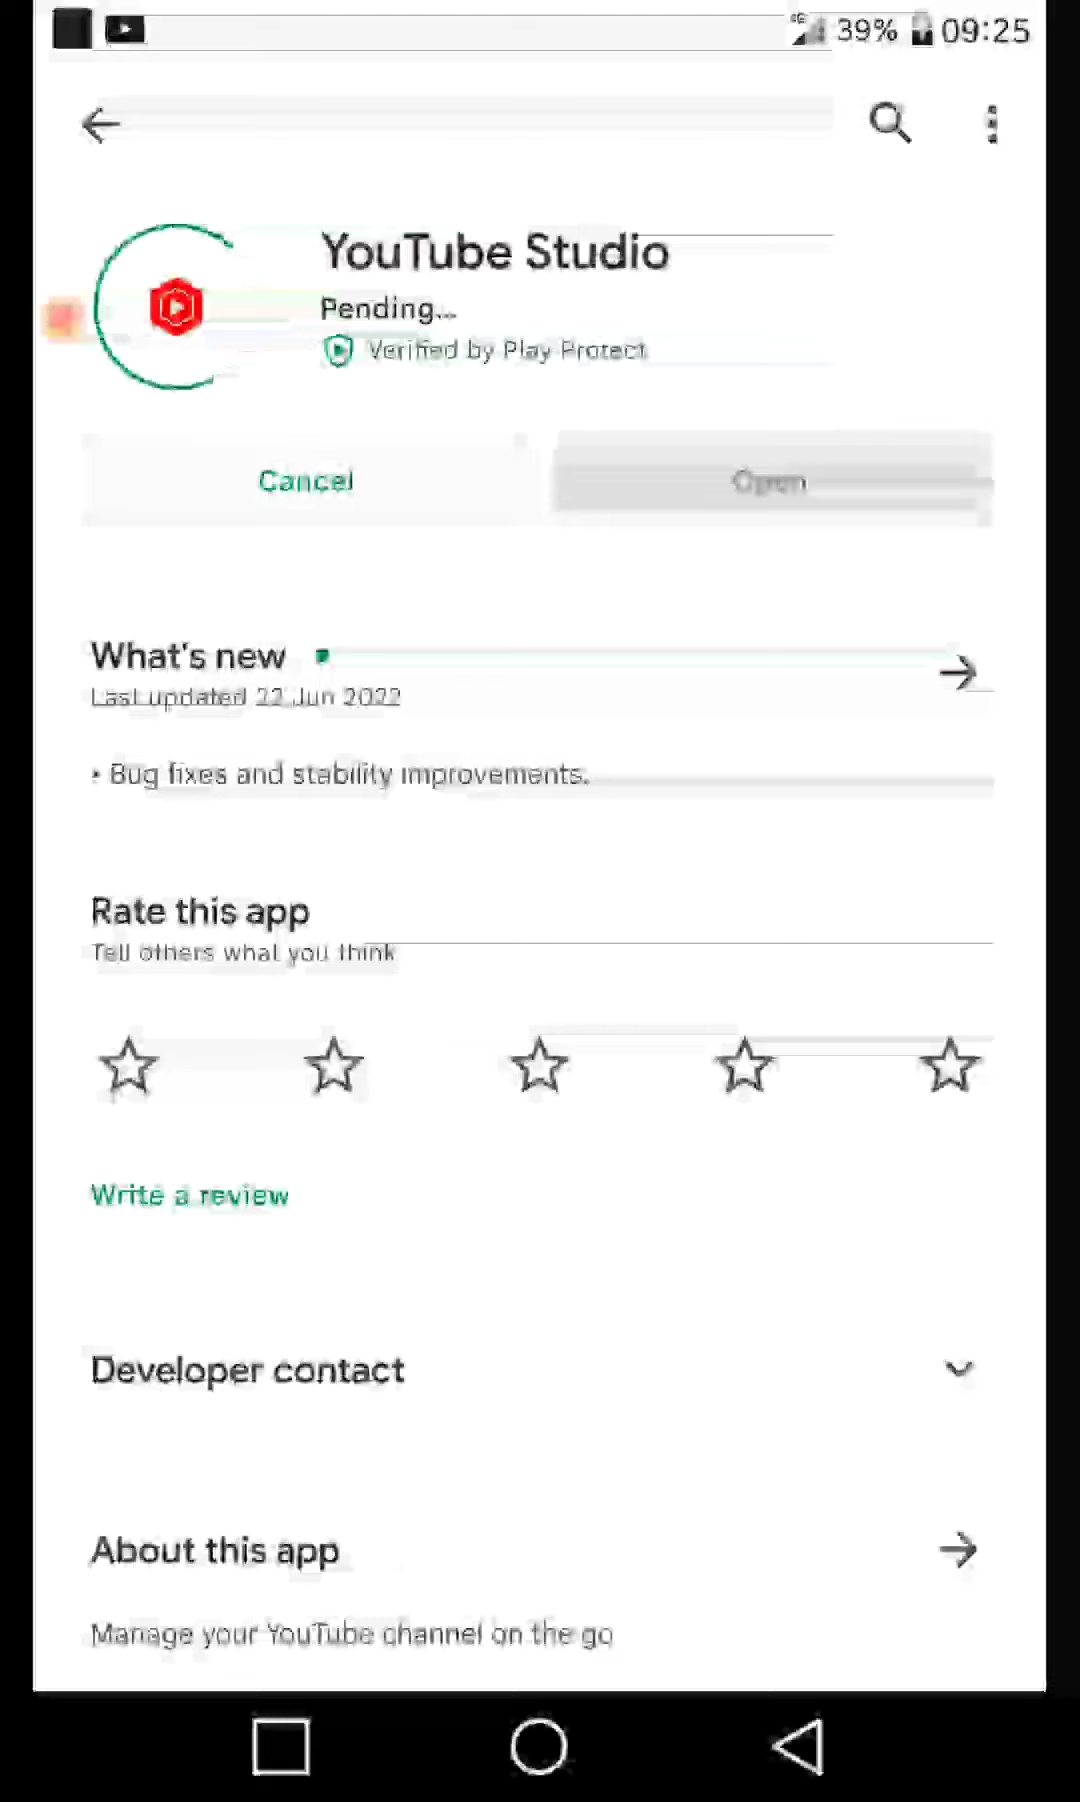 39% 09:25
YouTube Studio
Pending...
Verified by Play Protect
Cancel
Open
What's new
Last updated 22 Jun 2022
• Bug fixes and stability improvements.
Rate this app
Tell others what you think
Write a review
Developer contact
About this app
Manage your YouTube channel on the go